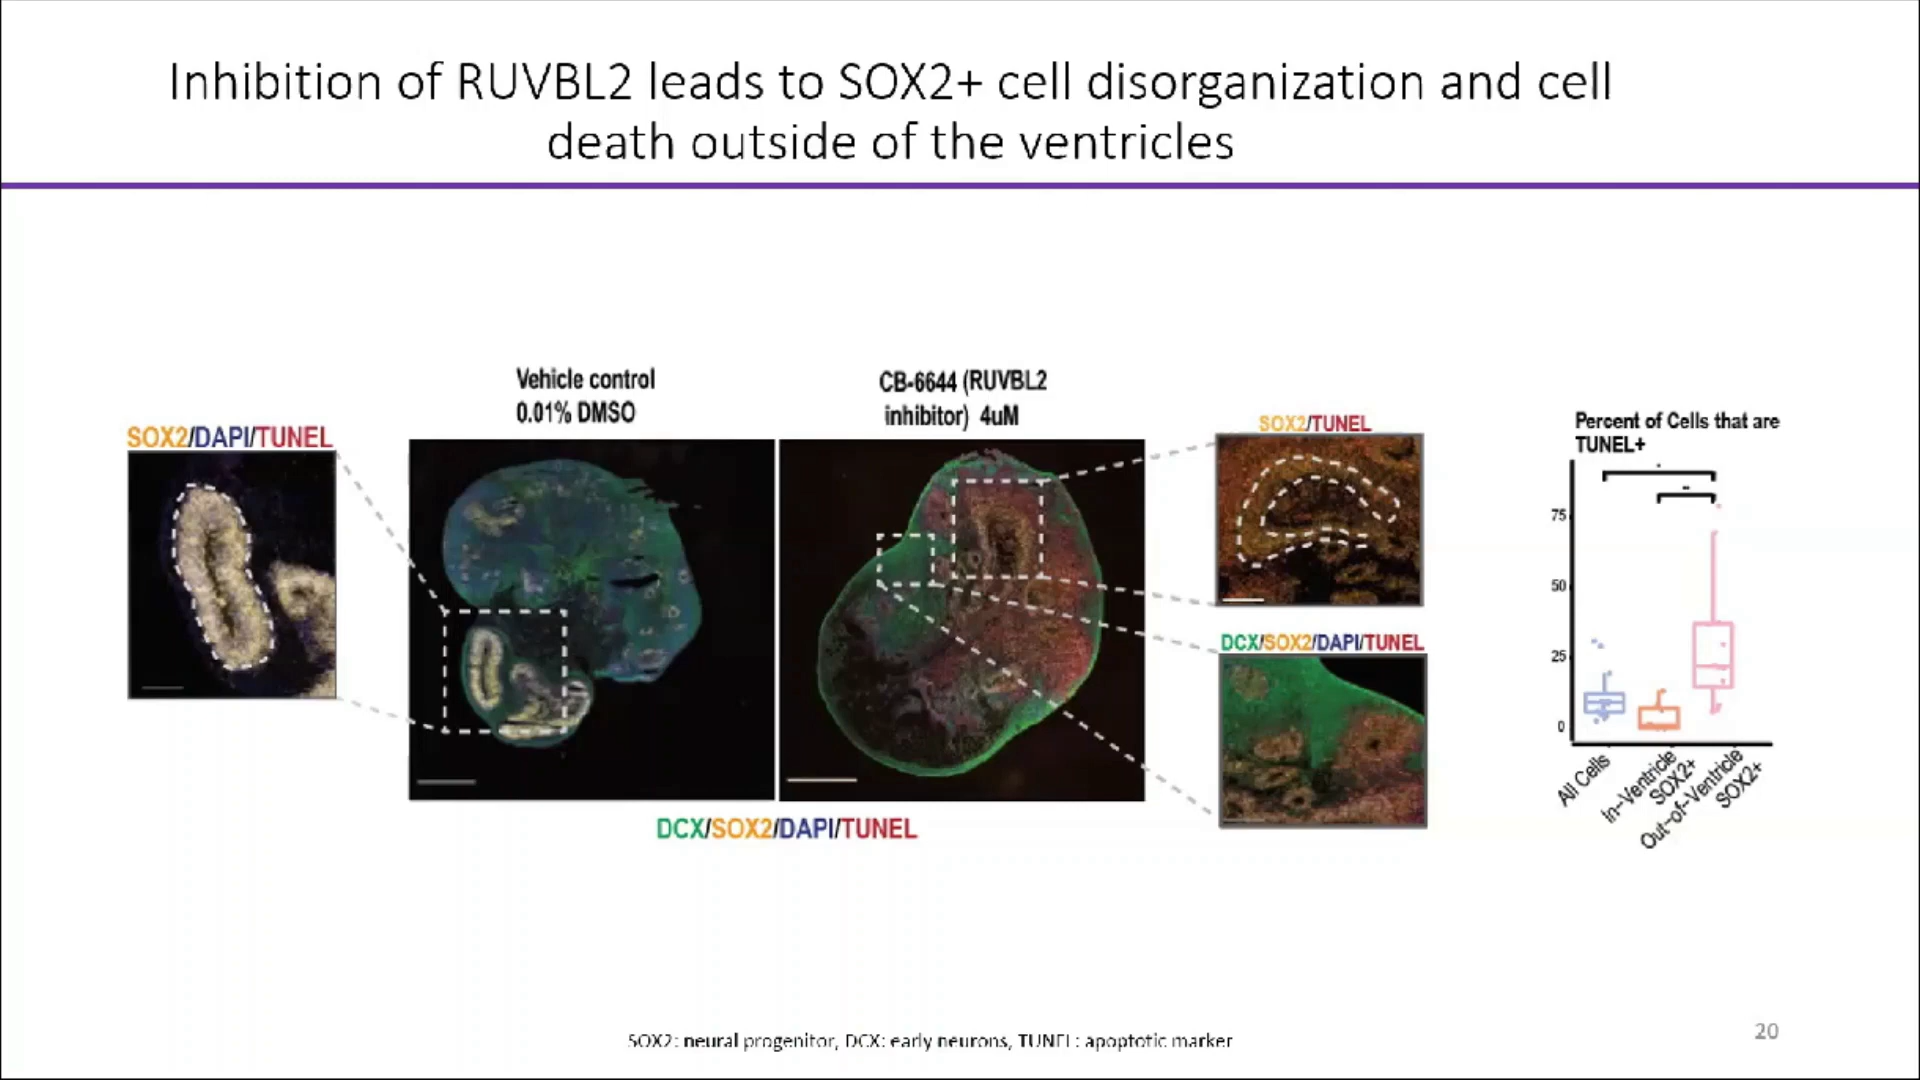 Inhibition of RUVBL2 leads to SOX2+ cell disorganization and cell
death outside of the ventricles
Vehicle control
0.01% DMSO
CB-6644 (RUVBL2
inhibitor) 4uM
SOX2/DAPI/TUNEL
SOX2/TUNEL
DCX/SOX2/DAPI/TUNEL
DCX/SOX2/DAPI/TUNEL
Percent of Cells that are
TUNEL+
75
50
25
0
All Cells
In-Ventricle
SOX2+
Out-of-Ventricle
SOX2+
SOX2: neural progenitor, DCX: early neurons, TUNEL: apoptotic marker
20